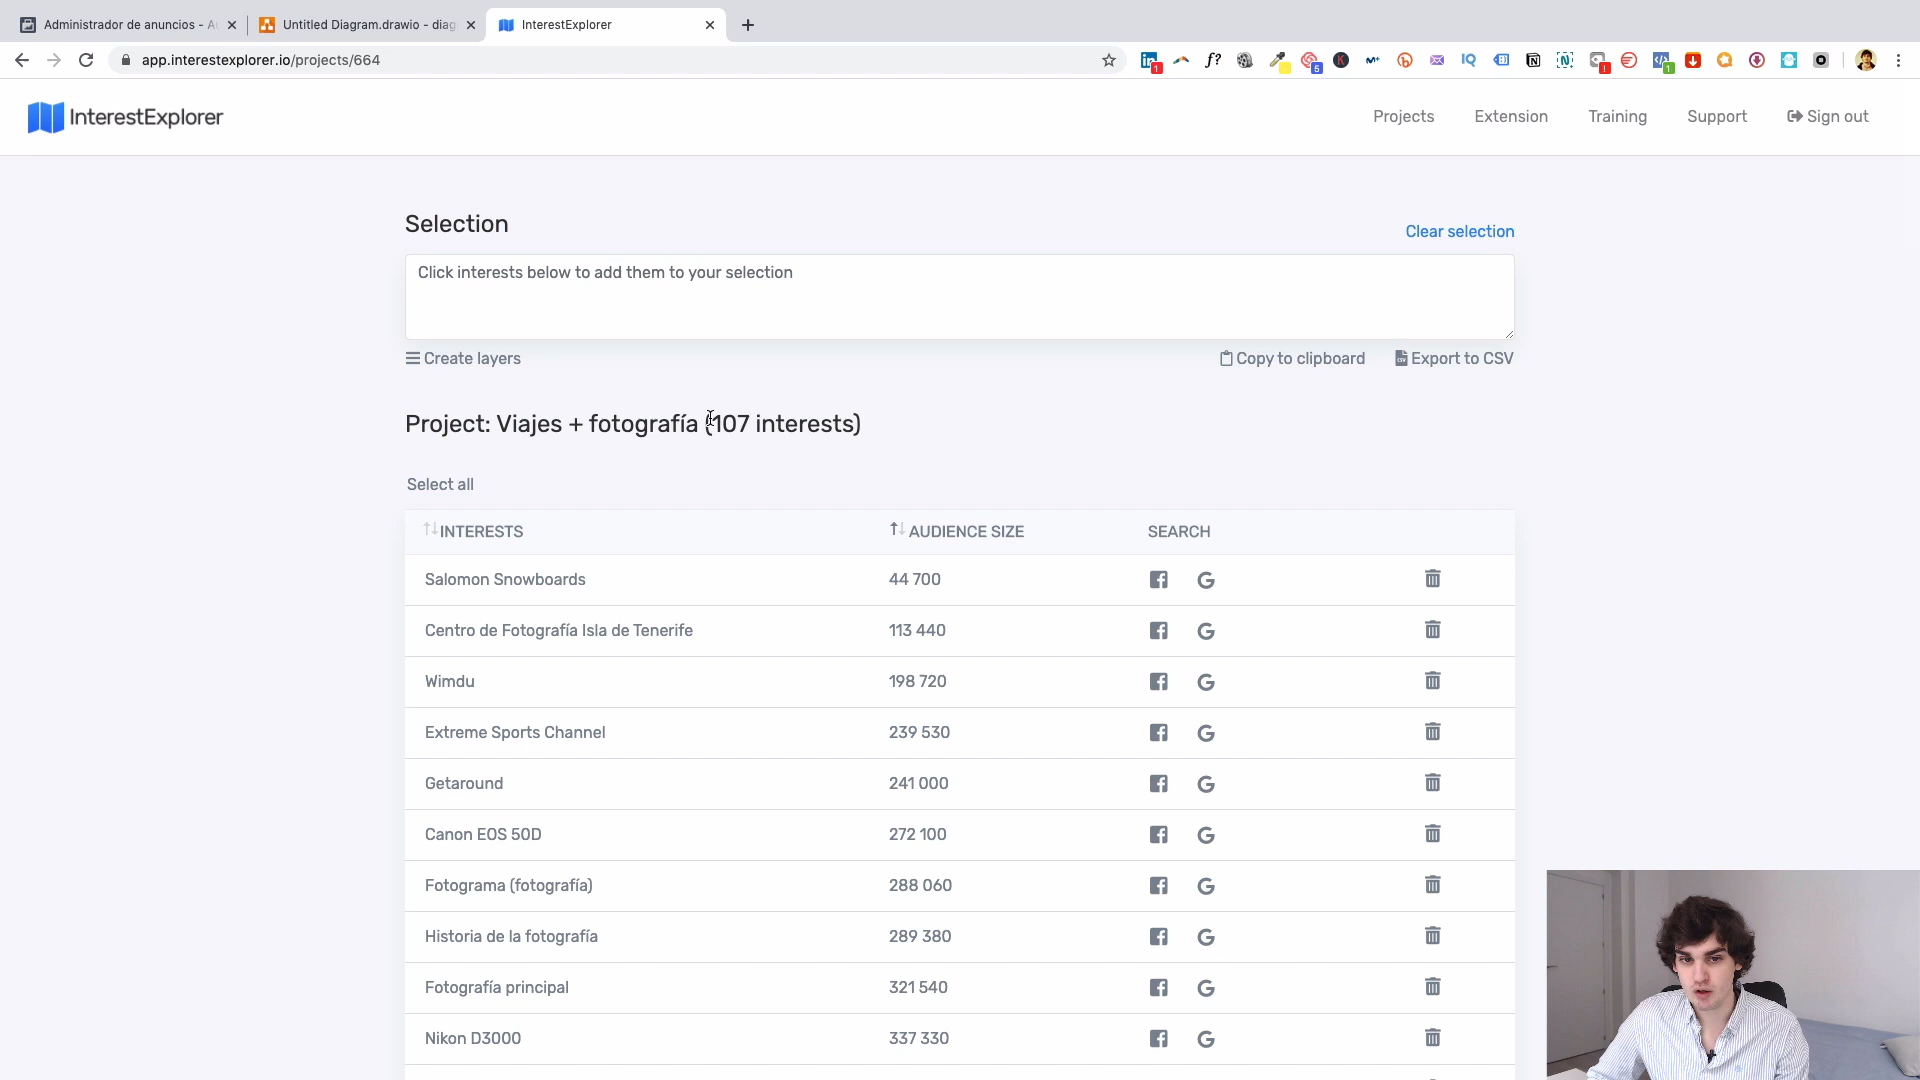 Administrador de anuncios - A
Untitled Diagram.drawio - diag
InterestExplorer
app.interestexplorer.io/projects/664
InterestExplorer
Projects
Extension
Training
Support
Sign out
Selection
Clear selection
Click interests below to add them to your selection
Create layers
Copy to clipboard
Export to CSV
Project: Viajes + fotografía (107 interests)
Select all
INTERESTS
AUDIENCE SIZE
SEARCH
Salomon Snowboards
44 700
Centro de Fotografía Isla de Tenerife
113 440
Wimdu
198 720
Extreme Sports Channel
239 530
Getaround
241 000
Canon EOS 50D
272 100
Fotograma (fotografía)
288 060
Historia de la fotografía
289 380
Fotografía principal
321 540
Nikon D3000
337 330